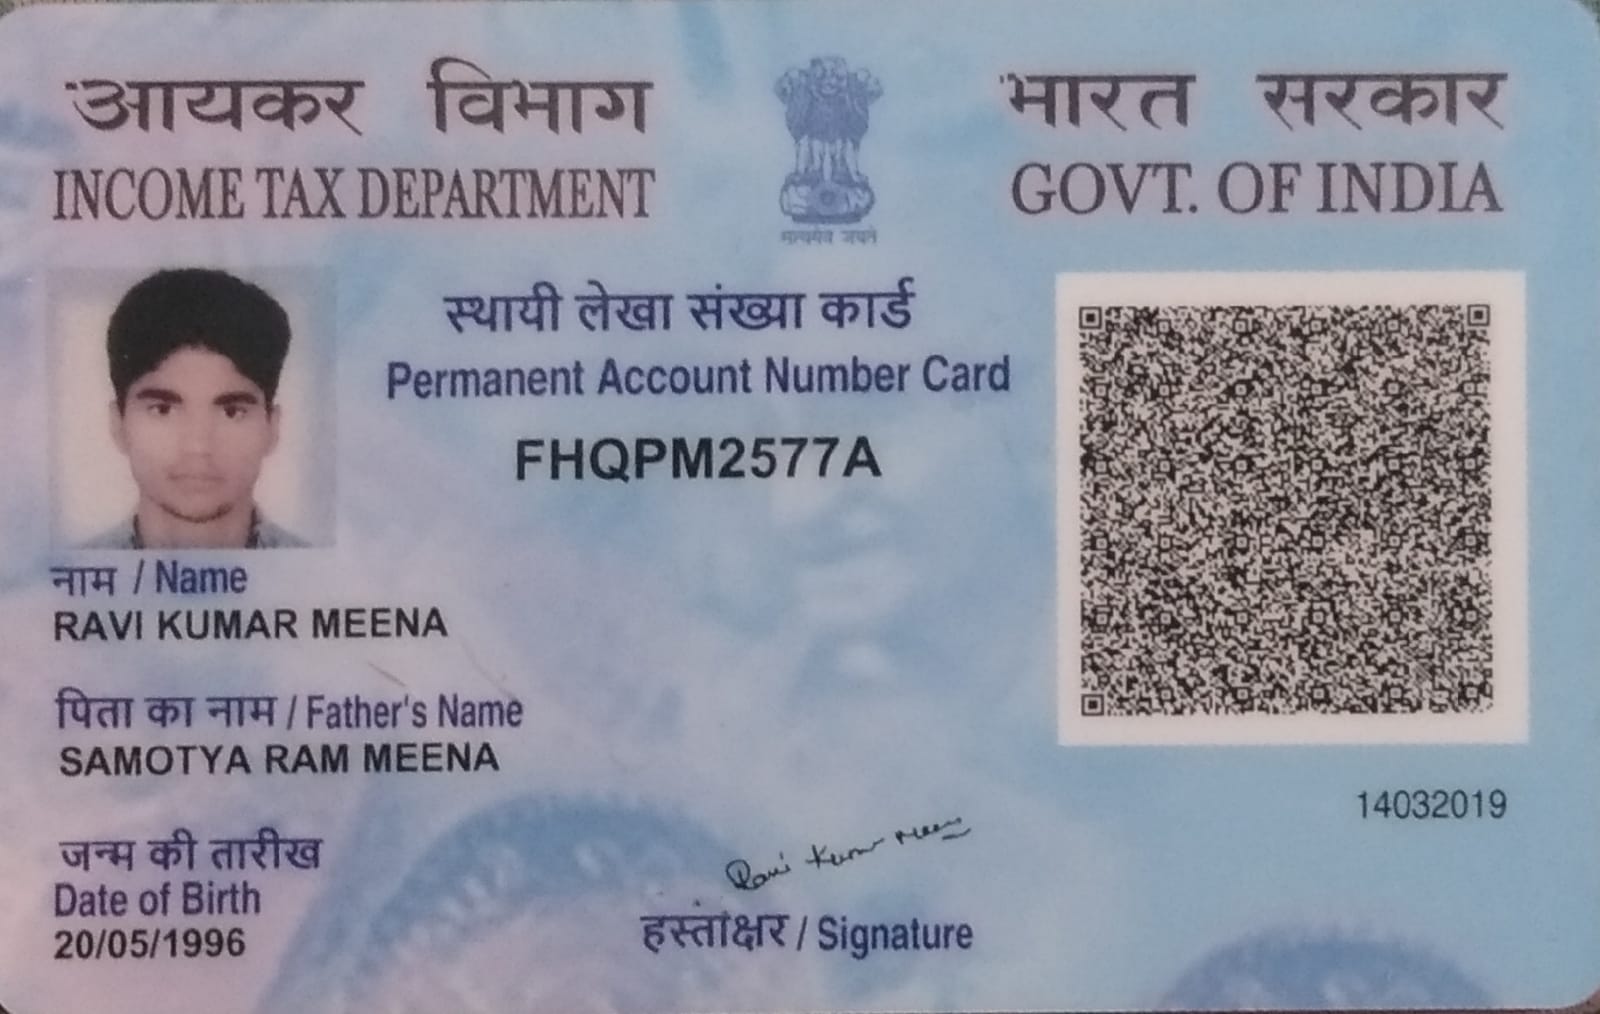 आयकर विभाग
INCOME TAX DEPARTMENT
सत्यमेव जयते
भारत सरकार
GOVT. OF INDIA
स्थायी लेखा संख्या कार्ड
Permanent Account Number Card
FHQPM2577A
नाम / Name
RAVI KUMAR MEENA
पिता का नाम / Father's Name
SAMOTYA RAM MEENA
जन्म की तारीख
Date of Birth
20/05/1996
14032019
Ravi Kumar Meena
हस्ताक्षर / Signature